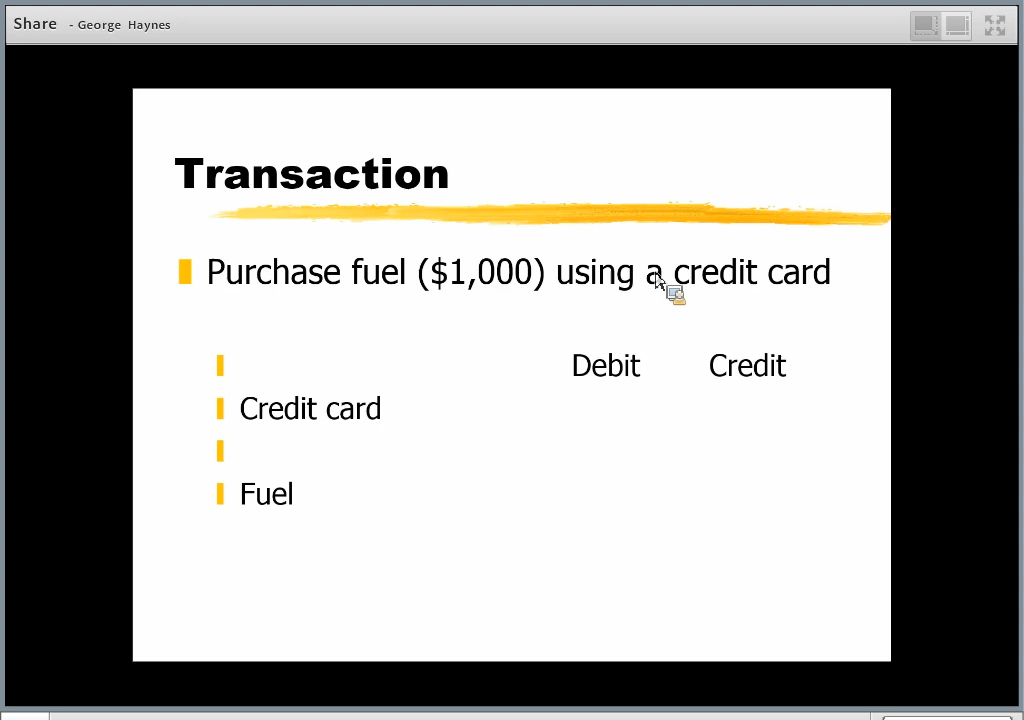 Share - George Haynes
Transaction
Purchase fuel ($1,000) using a credit card
Debit Credit
Credit card
Fuel